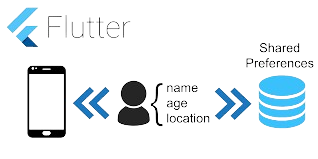 Flutter
Shared
Preferences
name
age
location